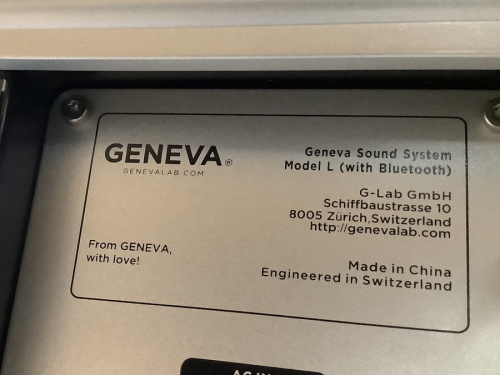 GENEVA®
GENEVALAB.COM
Geneva Sound System
Model L (with Bluetooth)
G-Lab GmbH
Schiffbaustrasse 10
8005 Zürich,Switzerland
http://genevalab.com
From GENEVA,
with love!
Made in China
Engineered in Switzerland